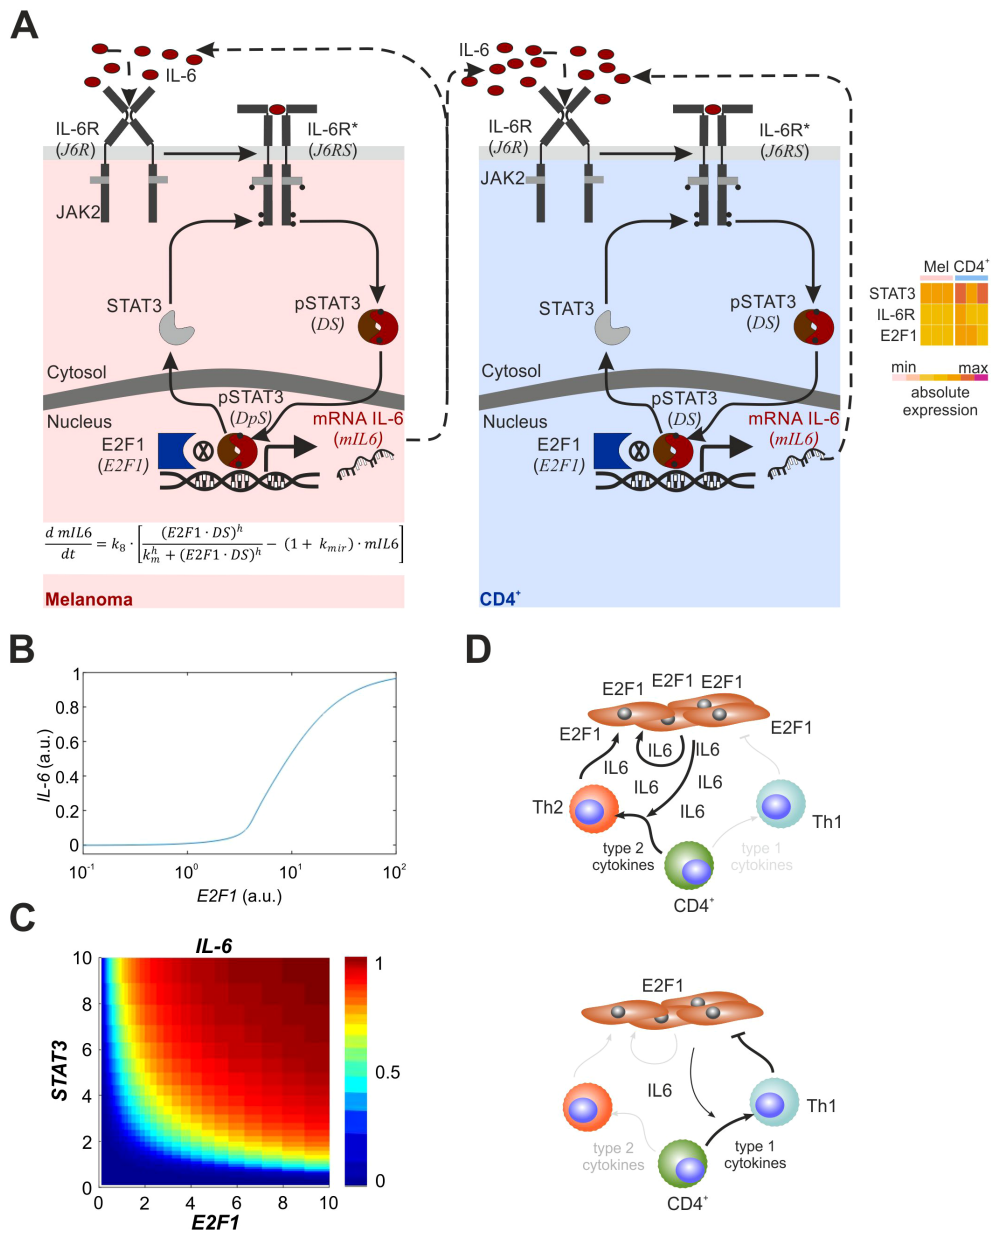 A
IL-6
IL-6R
(J6R)
IL-6R*
(J6RS)
JAK2
STAT3
pSTAT3
(DS)
Cytosol
Nucleus
pSTAT3
(DpS)
mRNA IL-6
(mIL6)
E2F1
(E2F1)
d mIL6/dt = k8 · [(E2F1 · DS)^h / (k_m^h + (E2F1 · DS)^h) − (1 + k_mir) · mIL6]
Melanoma
IL-6
IL-6R
(J6R)
IL-6R*
(J6RS)
JAK2
STAT3
pSTAT3
(DS)
Cytosol
Nucleus
pSTAT3
(DS)
mRNA IL-6
(mIL6)
E2F1
(E2F1)
CD4+
Mel CD4+
STAT3
IL-6R
E2F1
min max
absolute
expression
B
IL-6 (a.u.)
1
0.8
0.6
0.4
0.2
0
10^-1 10^0 10^1 10^2
E2F1 (a.u.)
C
IL-6
STAT3
10
8
6
4
2
0
0 2 4 6 8 10
E2F1
1
0.5
0
D
E2F1 E2F1 E2F1
E2F1 E2F1
IL6 IL6
IL6
IL6 IL6
IL6
Th2
Th1
type 2
cytokines
type 1
cytokines
CD4+
E2F1
IL6
Th1
type 2
cytokines
type 1
cytokines
CD4+